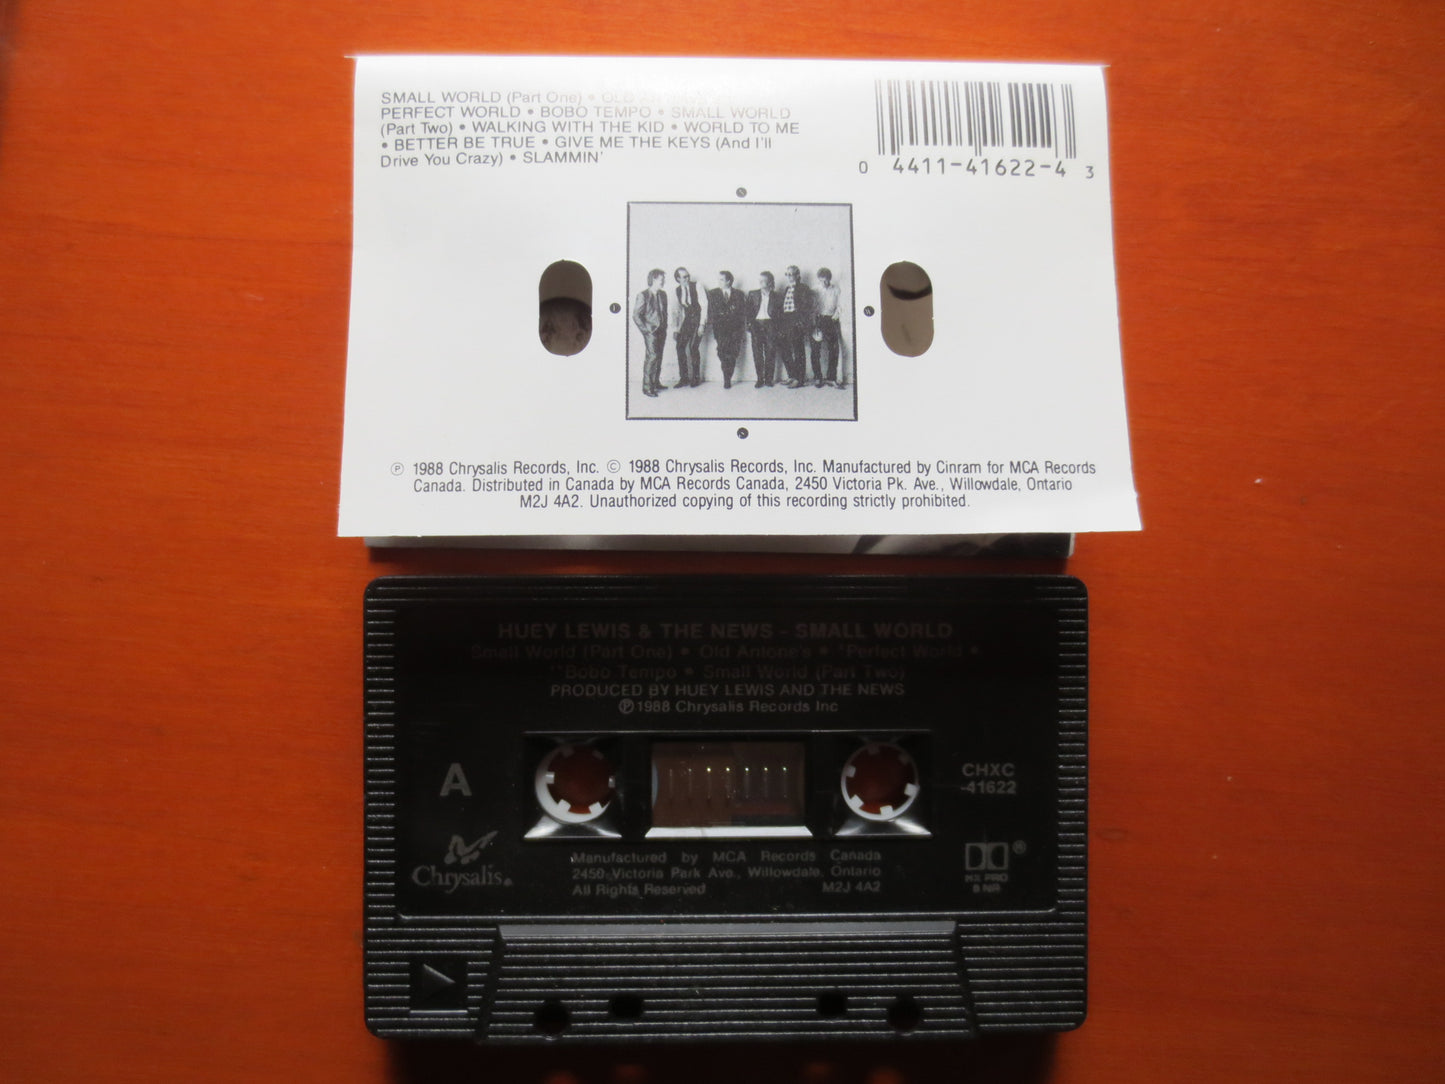 SMALL WORLD (Part One) • OLD
PERFECT WORLD • BOBO TEMPO • SMALL WORLD
(Part Two) • WALKING WITH THE KID • WORLD TO ME
• BETTER BE TRUE • GIVE ME THE KEYS (And I'll
Drive You Crazy) • SLAMMIN'
0 4411-41622-4 3
S
I
N
Ⓟ 1988 Chrysalis Records, Inc. © 1988 Chrysalis Records, Inc. Manufactured by Cinram for MCA Records
Canada. Distributed in Canada by MCA Records Canada, 2450 Victoria Pk. Ave., Willowdale, Ontario
M2J 4A2. Unauthorized copying of this recording strictly prohibited.
HUEY LEWIS & THE NEWS - SMALL WORLD
Small World (Part One) • Old Antone's • *Perfect World •
**Bobo Tempo • Small World (Part Two)
PRODUCED BY HUEY LEWIS AND THE NEWS
Ⓟ1988 Chrysalis Records Inc
A
CHXC
-41622
Chrysalis®
Manufactured by MCA Records Canada
2450 Victoria Park Ave., Willowdale, Ontario
All Rights Reserved M2J 4A2
HX PRO
B NR